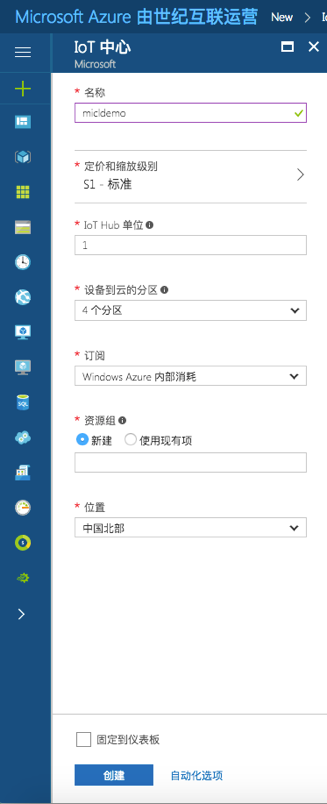 Microsoft Azure 由世纪互联运营 New > Io
IoT 中心
Microsoft
* 名称
micldemo
* 定价和缩放级别
S1 - 标准
* IoT Hub 单位
1
* 设备到云的分区
4 个分区
* 订阅
Windows Azure 内部消耗
* 资源组
新建 使用现有项
* 位置
中国北部
固定到仪表板
创建 自动化选项